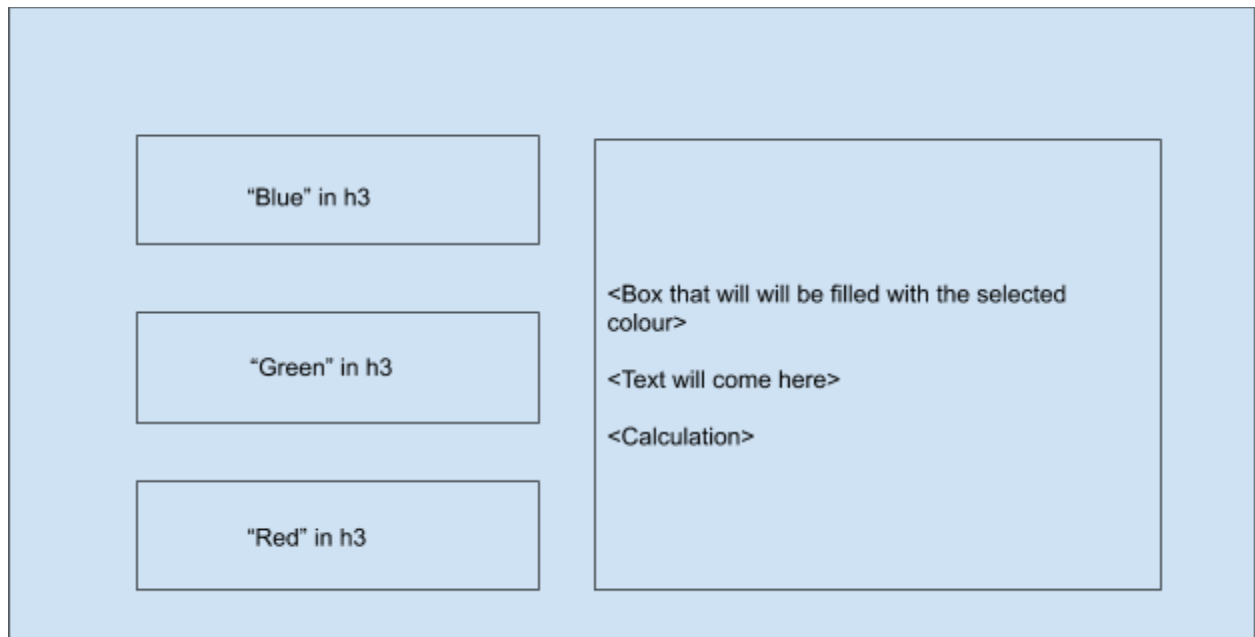 “Blue” in h3
“Green” in h3
“Red” in h3
<Box that will will be filled with the selected
colour>
<Text will come here>
<Calculation>